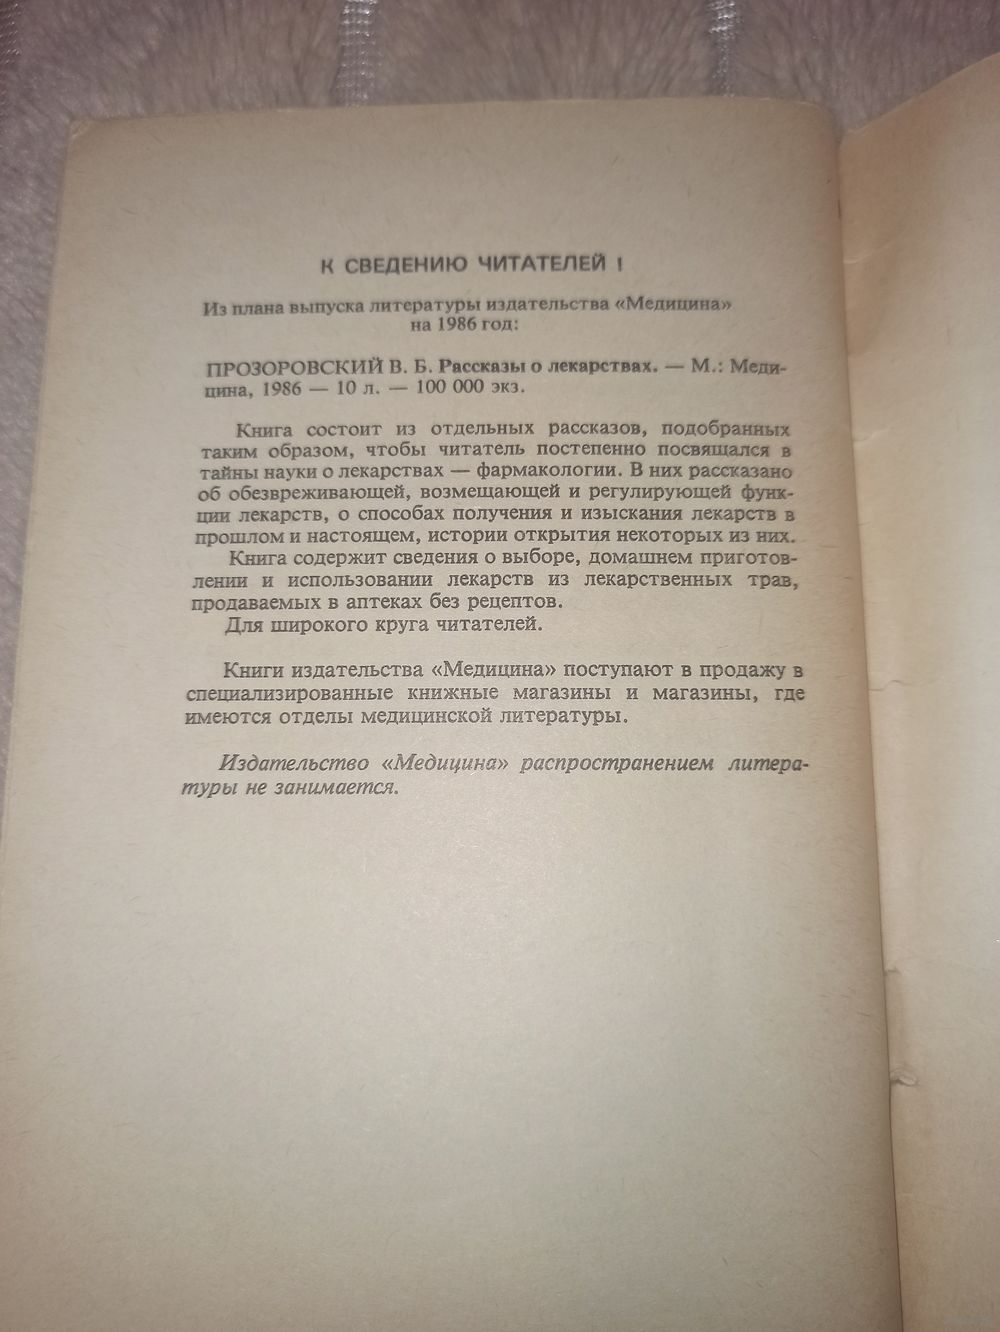 К СВЕДЕНИЮ ЧИТАТЕЛЕЙ !
Из плана выпуска литературы издательства «Медицина»
на 1986 год:
ПРОЗОРОВСКИЙ В. Б. Рассказы о лекарствах. — М.: Меди-
цина, 1986 — 10 л. — 100 000 экз.
Книга состоит из отдельных рассказов, подобранных
таким образом, чтобы читатель постепенно посвящался в
тайны науки о лекарствах — фармакологии. В них рассказано
об обезвреживающей, возмещающей и регулирующей функ-
ции лекарств, о способах получения и изыскания лекарств в
прошлом и настоящем, истории открытия некоторых из них.
Книга содержит сведения о выборе, домашнем приготов-
лении и использовании лекарств из лекарственных трав,
продаваемых в аптеках без рецептов.
Для широкого круга читателей.
Книги издательства «Медицина» поступают в продажу в
специализированные книжные магазины и магазины, где
имеются отделы медицинской литературы.
Издательство «Медицина» распространением литера-
туры не занимается.